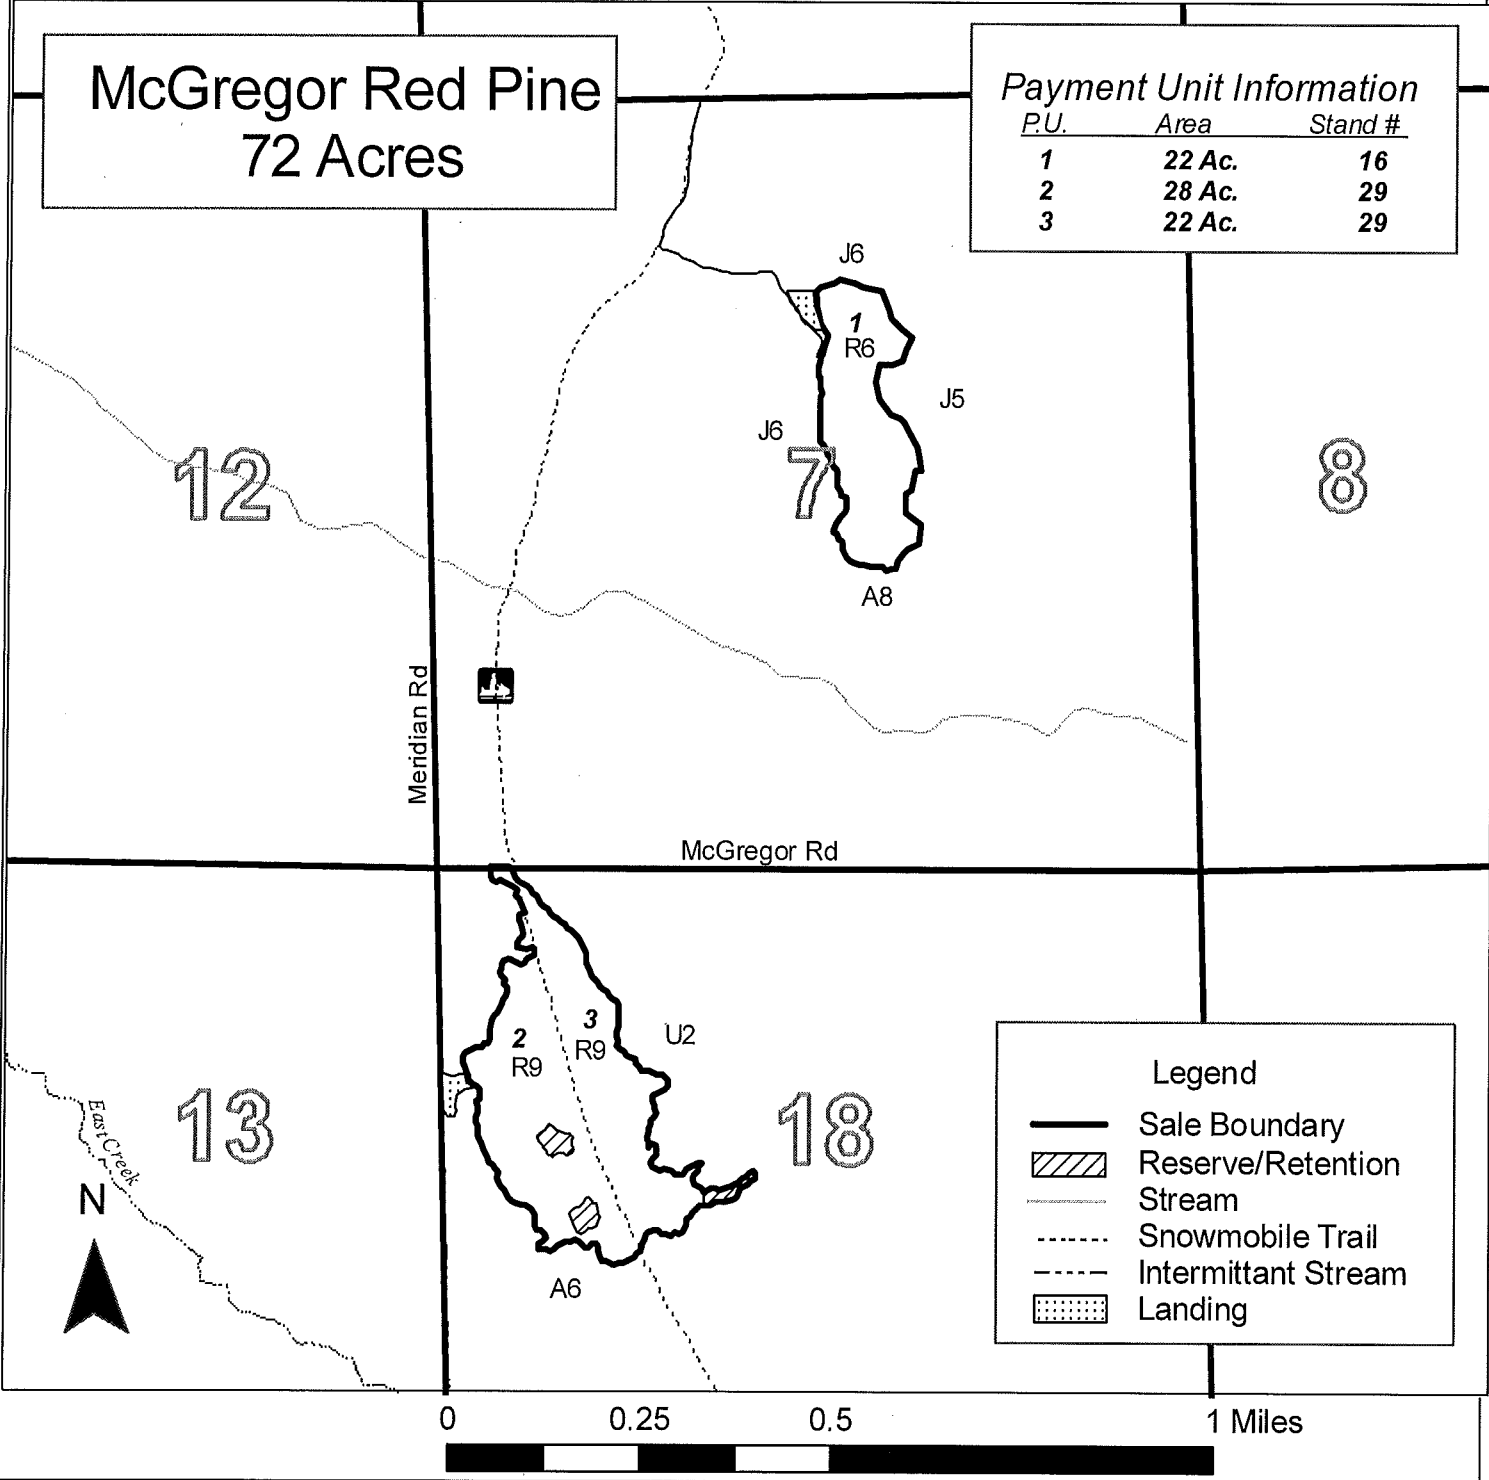 McGregor Red Pine
72 Acres
Payment Unit Information
P.U. Area Stand #
1 22 Ac. 16
2 28 Ac. 29
3 22 Ac. 29
J6
1
R6
J5
J6
12
7
8
A8
Meridian Rd
McGregor Rd
2
R9
3
R9
U2
13
18
East Creek
N
A6
Legend
Sale Boundary
Reserve/Retention
Stream
Snowmobile Trail
Intermittant Stream
Landing
0 0.25 0.5 1 Miles